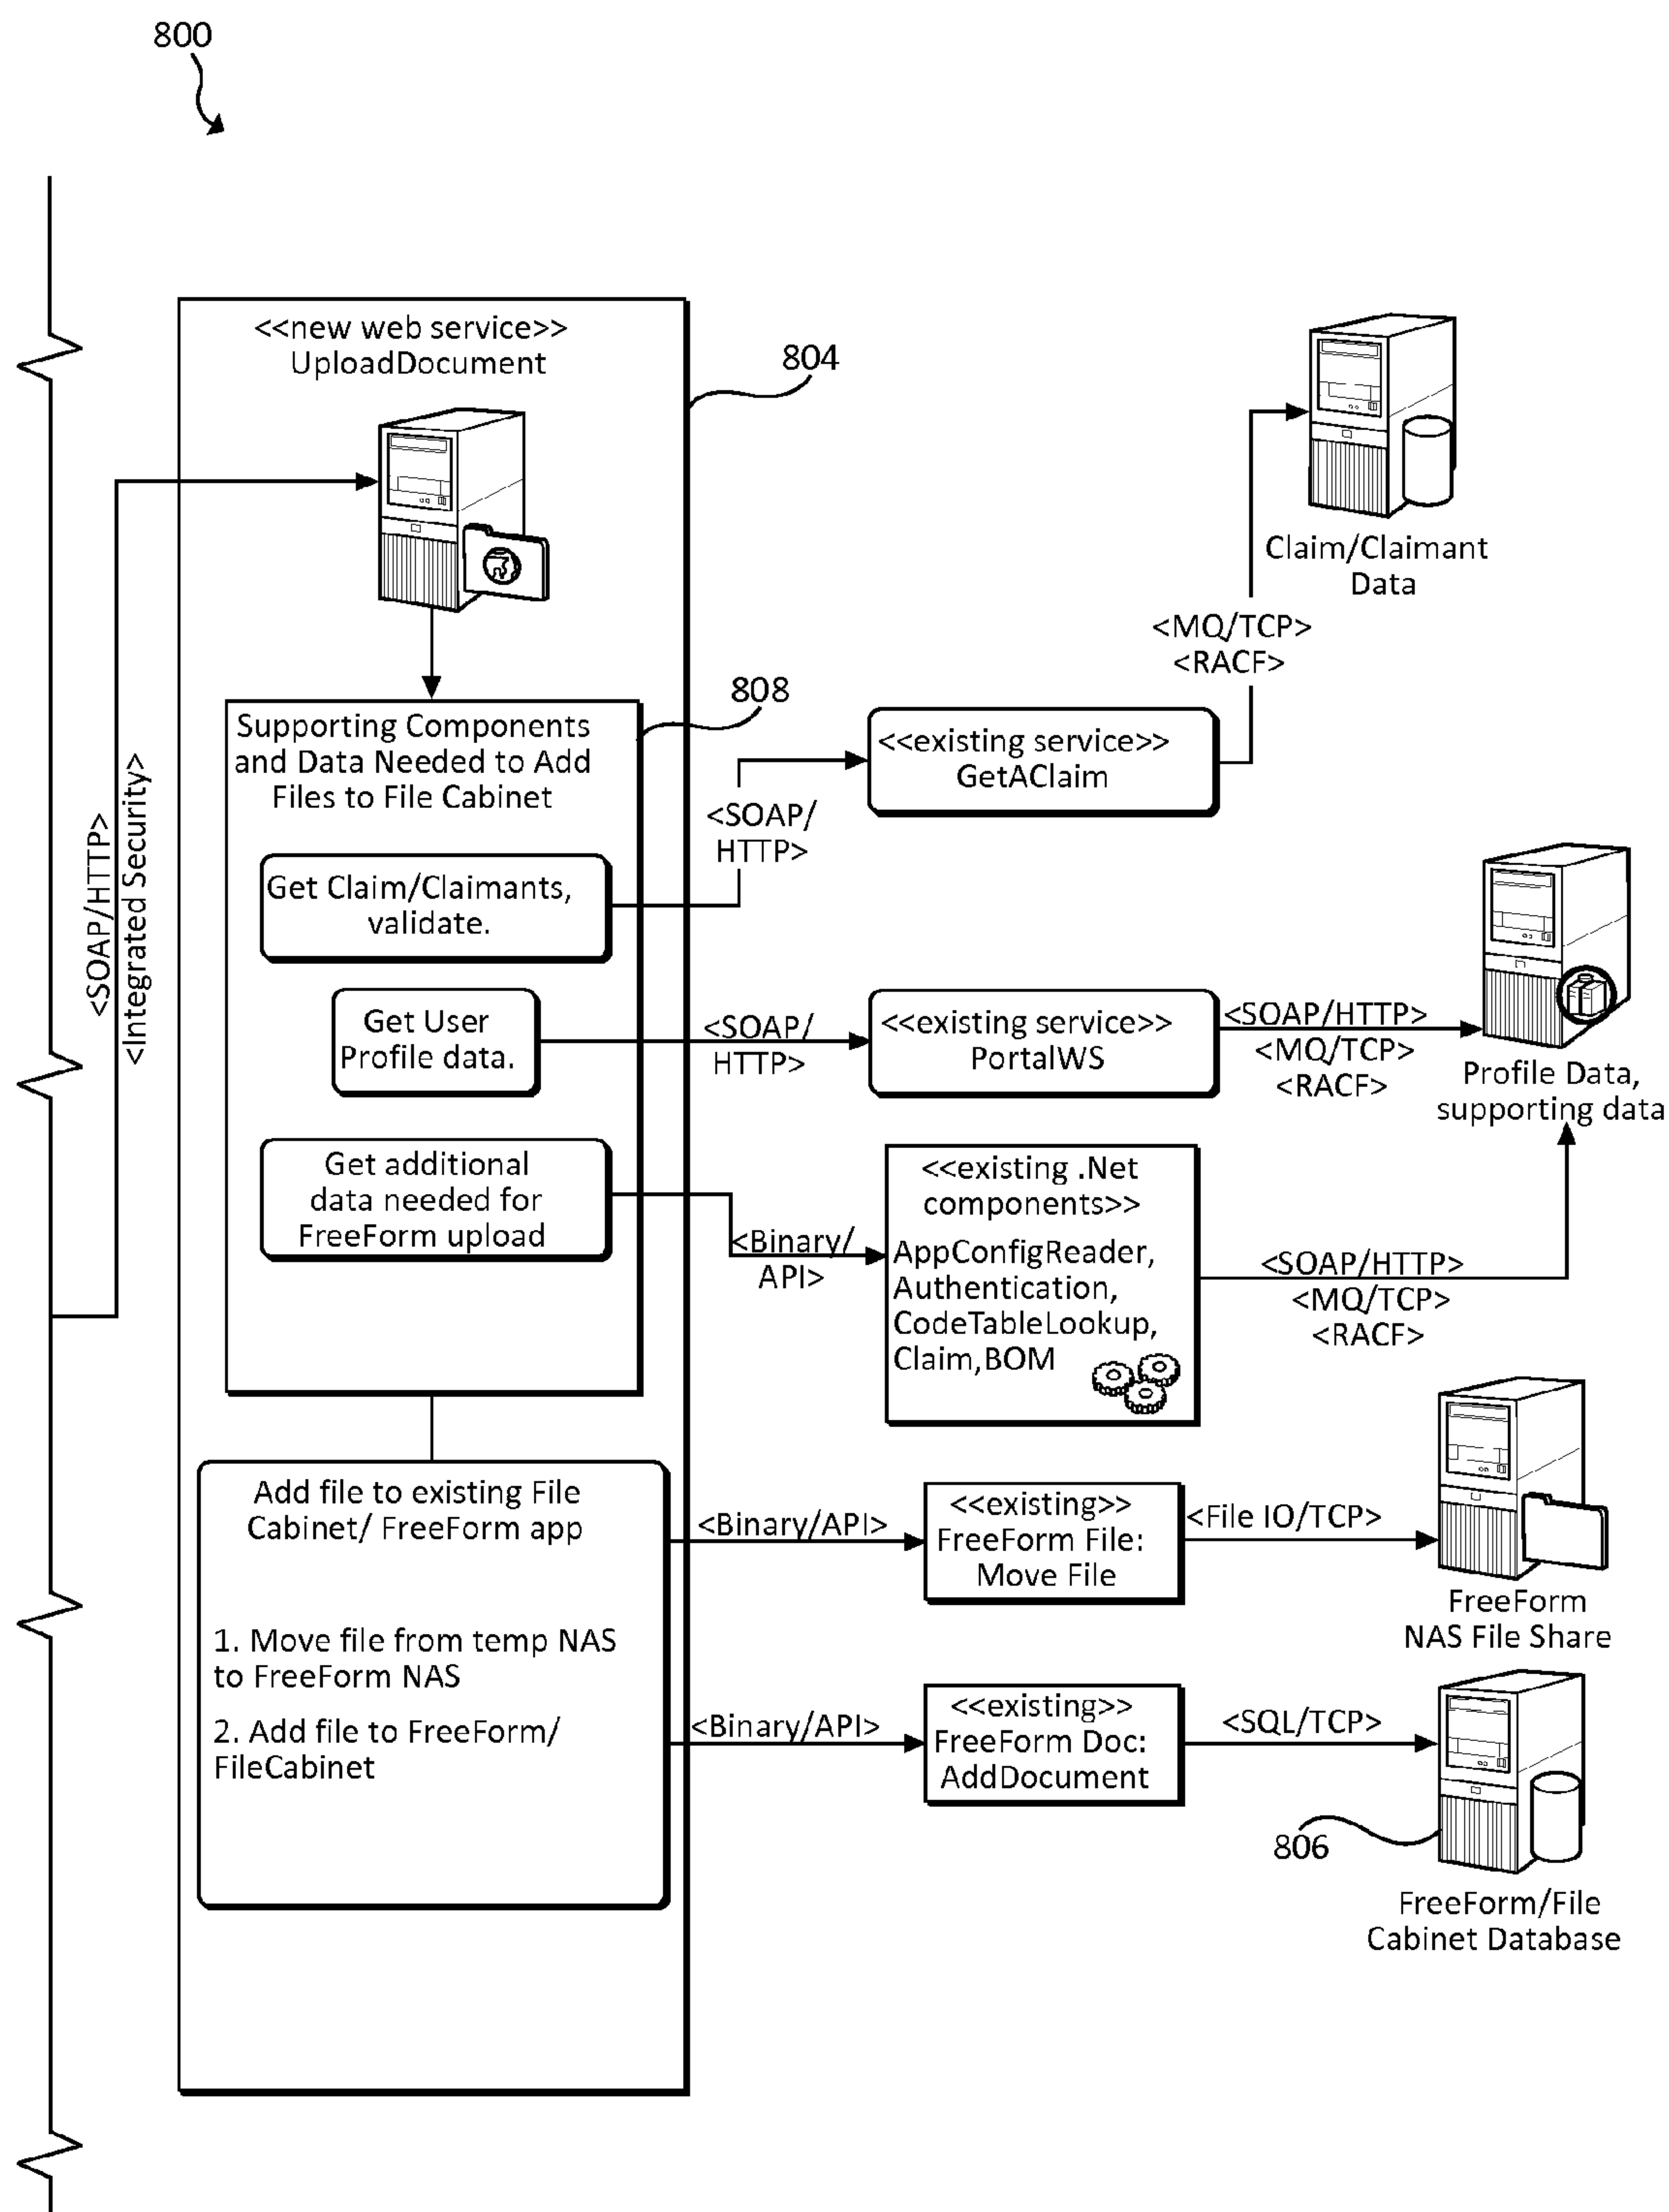 800
<<new web service>>
UploadDocument
804
808
Supporting Components
and Data Needed to Add
Files to File Cabinet
Get Claim/Claimants,
validate.
Get User
Profile data.
Get additional
data needed for
FreeForm upload
<SOAP/HTTP>
<Integrated Security>
<SOAP/
HTTP>
<<existing service>>
GetAClaim
<MQ/TCP>
<RACF>
Claim/Claimant
Data
<SOAP/
HTTP>
<<existing service>>
PortalWS
<SOAP/HTTP>
<MQ/TCP>
<RACF>
Profile Data,
supporting data
<Binary/
API>
<<existing .Net
components>>
AppConfigReader,
Authentication,
CodeTableLookup,
Claim,BOM
<SOAP/HTTP>
<MQ/TCP>
<RACF>
Add file to existing File
Cabinet/ FreeForm app
1. Move file from temp NAS
to FreeForm NAS
2. Add file to FreeForm/
FileCabinet
<Binary/API>
<<existing>>
FreeForm File:
Move File
<File IO/TCP>
FreeForm
NAS File Share
<Binary/API>
<<existing>>
FreeForm Doc:
AddDocument
<SQL/TCP>
806
FreeForm/File
Cabinet Database